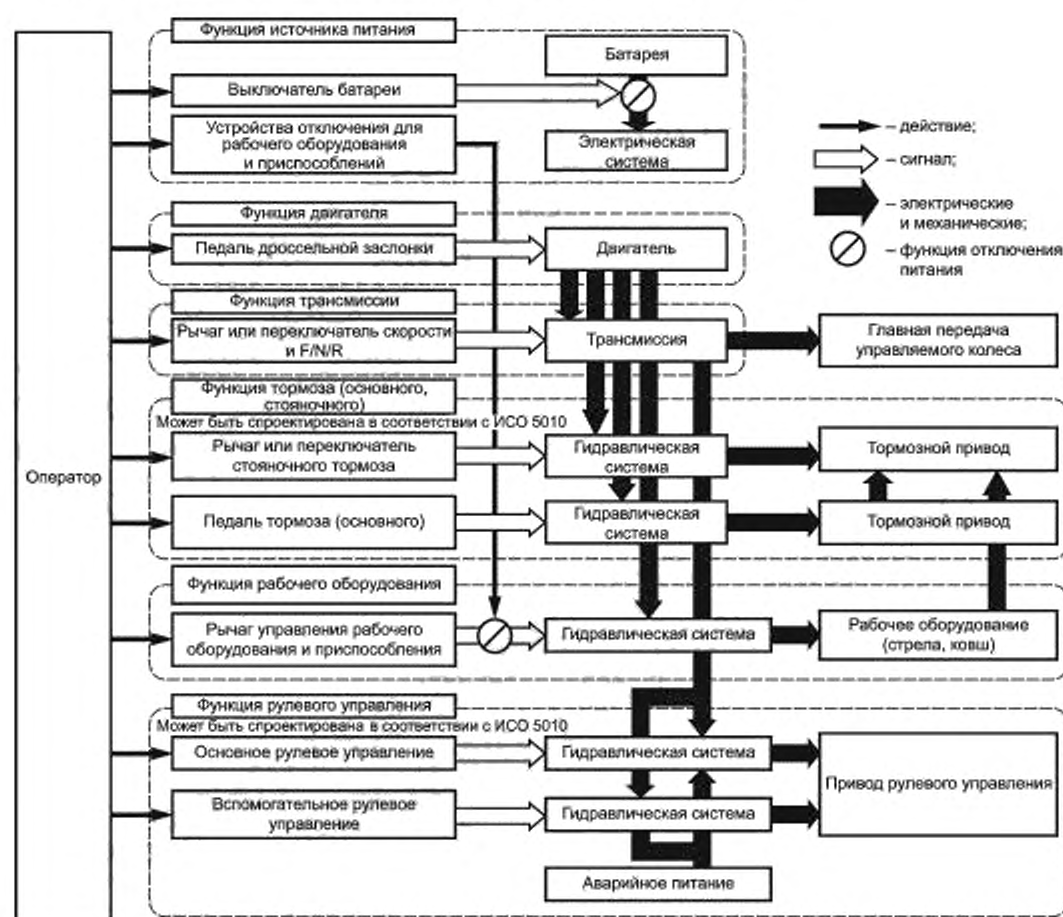 Функция источника питания
Батарея
Выключатель батареи
Устройства отключения для
рабочего оборудования
и приспособлений
Электрическая
система
– действие;
– сигнал;
– электрические
и механические;
– функция отключения
питания
Функция двигателя
Педаль дроссельной заслонки
Двигатель
Функция трансмиссии
Рычаг или переключатель скорости
и F/N/R
Трансмиссия
Главная передача
управляемого колеса
Функция тормоза (основного,
стояночного)
Может быть спроектирована в соответствии с ИСО 5010
Рычаг или переключатель
стояночного тормоза
Гидравлическая
система
Тормозной привод
Оператор
Педаль тормоза (основного)
Гидравлическая
система
Тормозной привод
Функция рабочего оборудования
Рычаг управления рабочего
оборудования и приспособления
Гидравлическая система
Рабочее оборудование
(стрела, ковш)
Функция рулевого управления
Может быть спроектирована в соответствии с ИСО 5010
Основное рулевое управление
Гидравлическая система
Привод рулевого управления
Вспомогательное рулевое
управление
Гидравлическая система
Аварийное питание